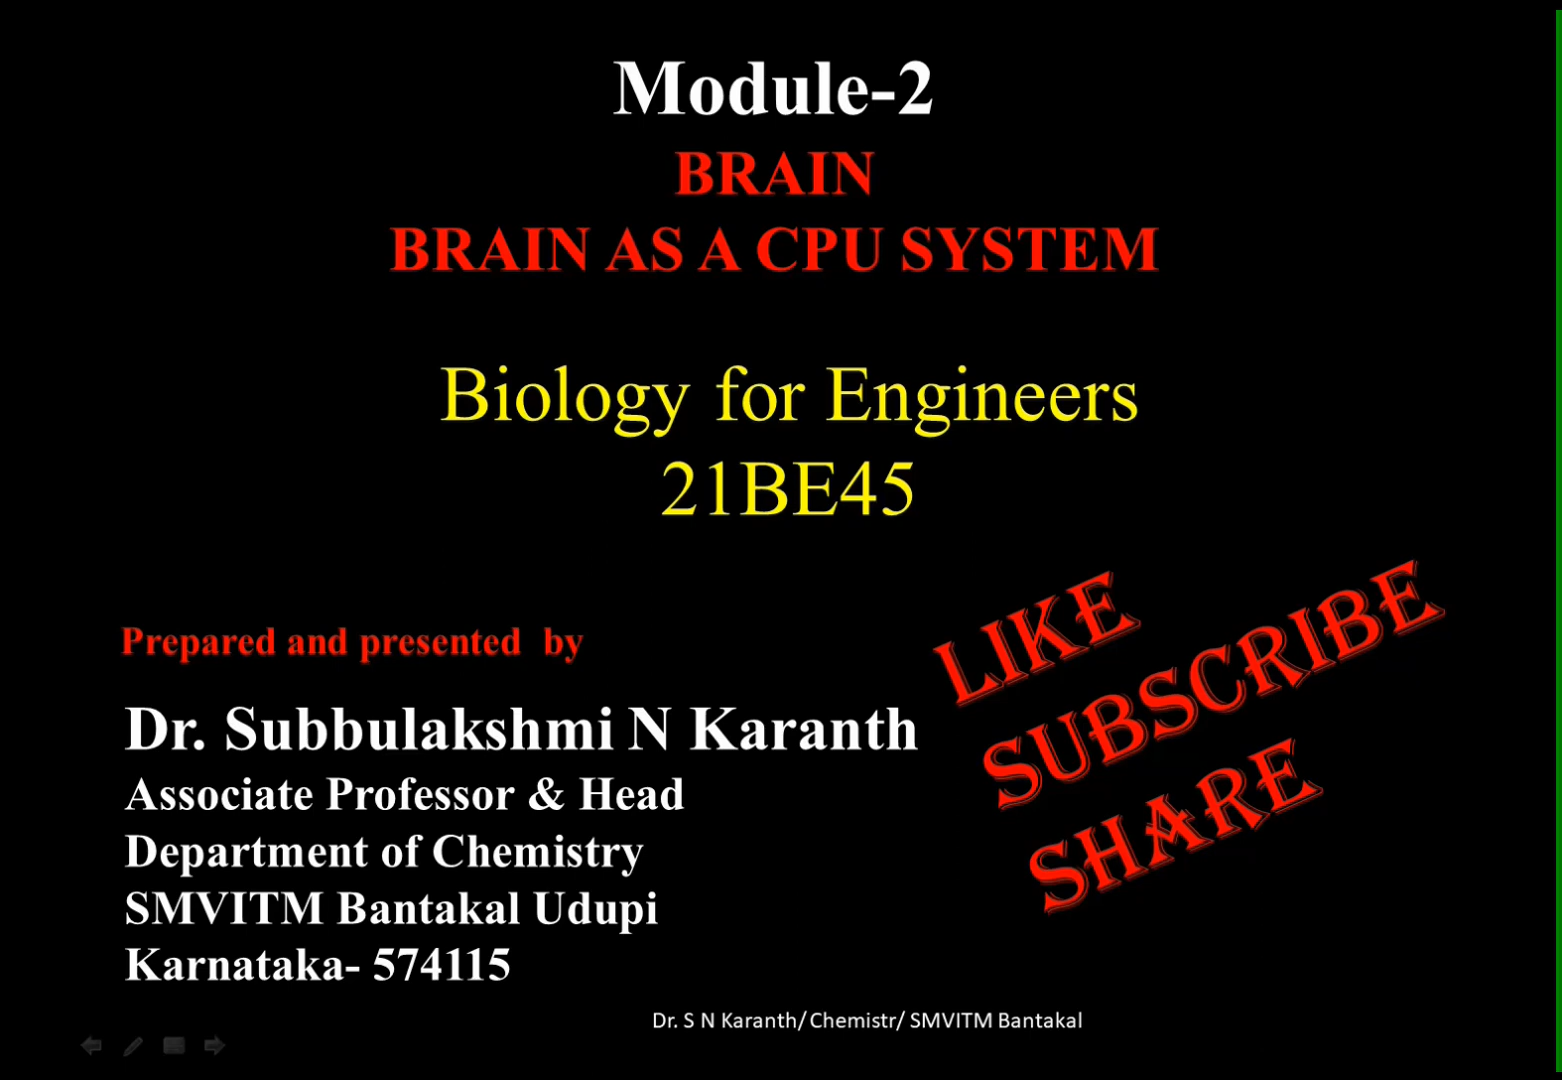 Module-2
BRAIN
BRAIN AS A CPU SYSTEM
Biology for Engineers
21BE45
Prepared and presented by
Dr. Subbulakshmi N Karanth
Associate Professor & Head
Department of Chemistry
SMVITM Bantakal Udupi
Karnataka- 574115
LIKE
SUBSCRIBE
SHARE
Dr. S N Karanth/ Chemistr/ SMVITM Bantakal